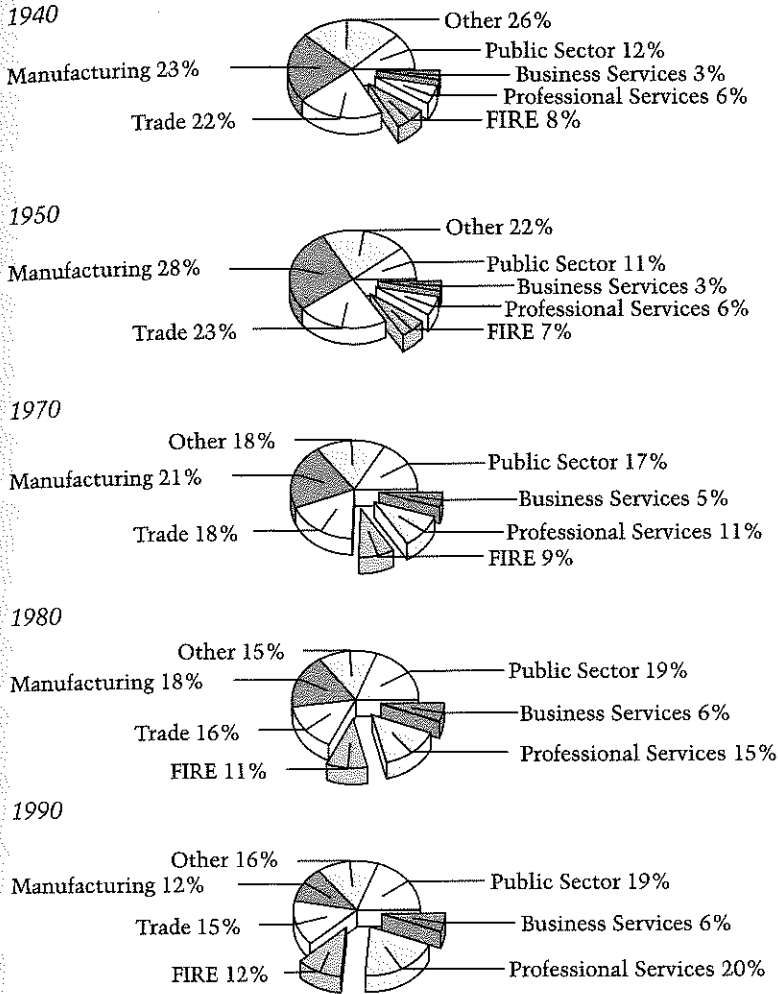 1940
Other 26%
Public Sector 12%
Manufacturing 23%
Business Services 3%
Professional Services 6%
Trade 22%
FIRE 8%
1950
Other 22%
Manufacturing 28%
Public Sector 11%
Business Services 3%
Professional Services 6%
Trade 23%
FIRE 7%
1970
Other 18%
Public Sector 17%
Manufacturing 21%
Business Services 5%
Trade 18%
Professional Services 11%
FIRE 9%
1980
Other 15%
Public Sector 19%
Manufacturing 18%
Business Services 6%
Trade 16%
Professional Services 15%
FIRE 11%
1990
Other 16%
Public Sector 19%
Manufacturing 12%
Business Services 6%
Trade 15%
FIRE 12%
Professional Services 20%